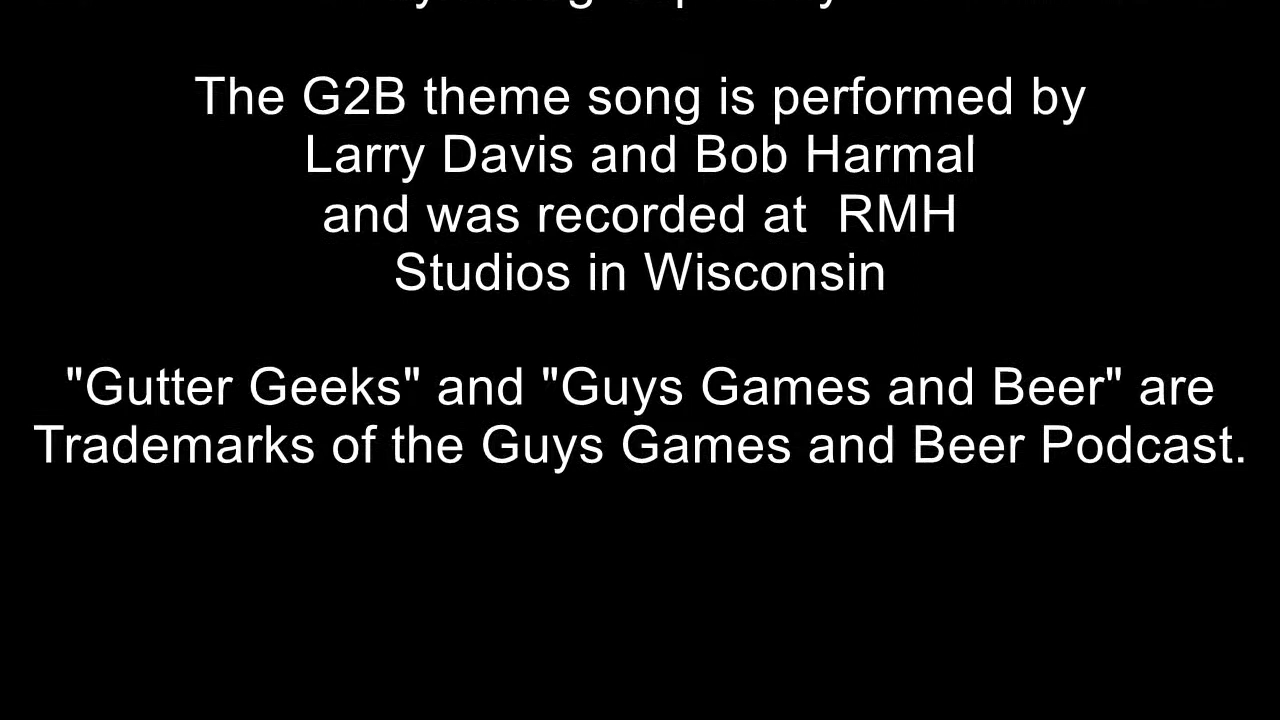 The G2B theme song is performed by
Larry Davis and Bob Harmal
and was recorded at  RMH
Studios in Wisconsin
"Gutter Geeks" and "Guys Games and Beer" are
Trademarks of the Guys Games and Beer Podcast.